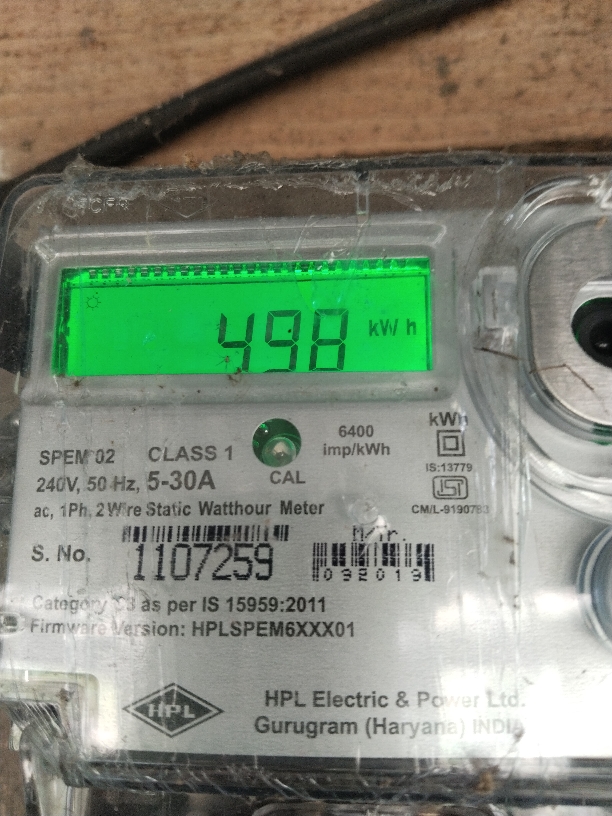 498 kWh
SPEM 02 CLASS 1 6400 imp/kWh kWh
240V, 50 Hz, 5-30A CAL IS:13779
ac, 1Ph, 2 Wire Static Watthour Meter
M/Yr.
S. No. 1107259 092019
Category C3 as per IS 15959:2011
Firmware Version: HPLSPEM6XXX01
HPL
HPL Electric & Power Ltd.
Gurugram (Haryana) INDIA